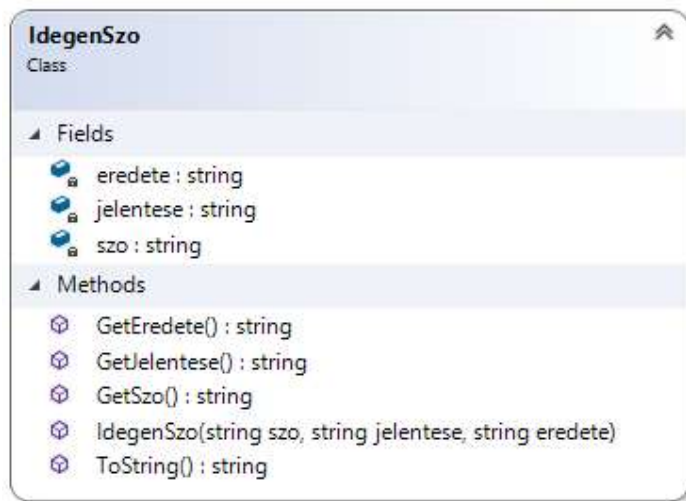 IdegenSzo
Class
Fields
eredete : string
jelentese : string
szo : string
Methods
GetEredete() : string
GetJelentese() : string
GetSzo() : string
IdegenSzo(string szo, string jelentese, string eredete)
ToString() : string